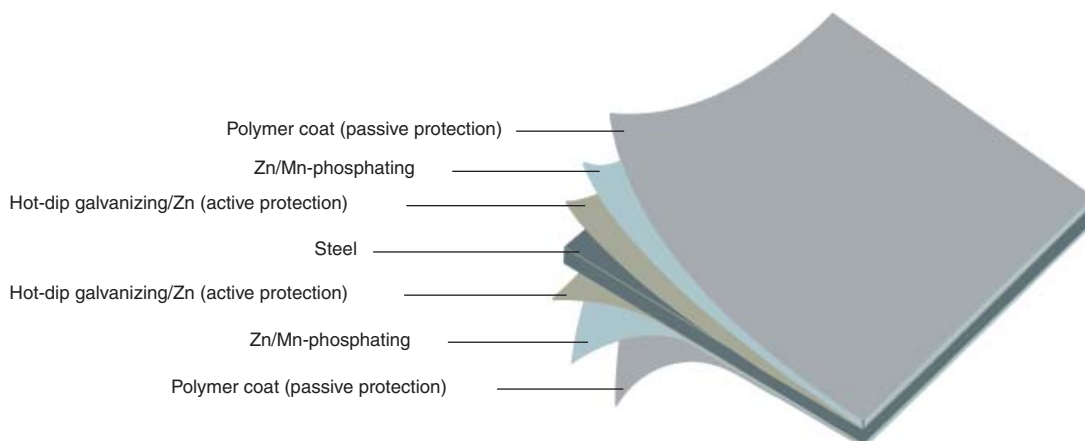 Polymer coat (passive protection)
Zn/Mn-phosphating
Hot-dip galvanizing/Zn (active protection)
Steel
Hot-dip galvanizing/Zn (active protection)
Zn/Mn-phosphating
Polymer coat (passive protection)